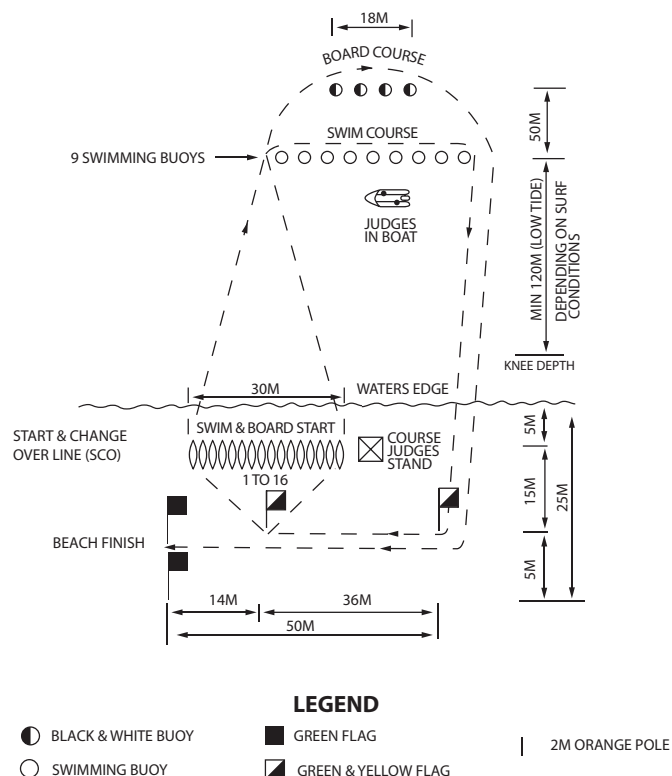 18M
BOARD COURSE
50M
SWIM COURSE
9 SWIMMING BUOYS
JUDGES
IN BOAT
MIN 120M (LOW TIDE)
DEPENDING ON SURF
CONDITIONS
KNEE DEPTH
30M
WATERS EDGE
START & CHANGE
OVER LINE (SCO)
SWIM & BOARD START
COURSE
JUDGES
STAND
5M
1 TO 16
15M
25M
BEACH FINISH
5M
14M
36M
50M
LEGEND
BLACK & WHITE BUOY
GREEN FLAG
2M ORANGE POLE
SWIMMING BUOY
GREEN & YELLOW FLAG